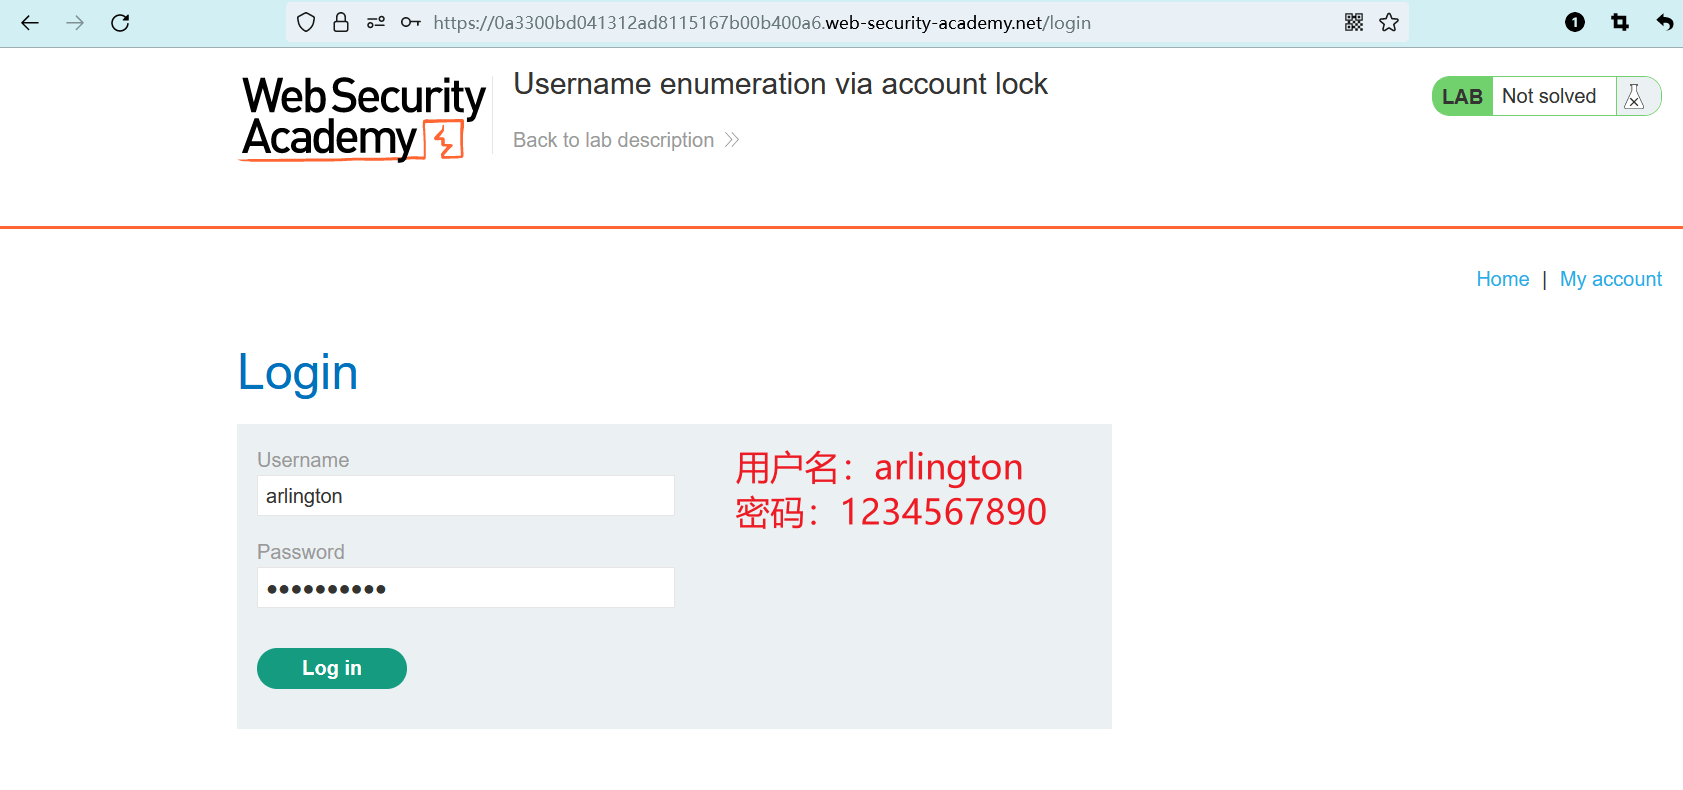 https://0a3300bd041312ad8115167b00b400a6.web-security-academy.net/login
1
Web Security
Academy
Username enumeration via account lock
Back to lab description
LAB Not solved
Home | My account
Login
Username
arlington
Password
••••••••••
Log in
用户名：arlington
密码：1234567890